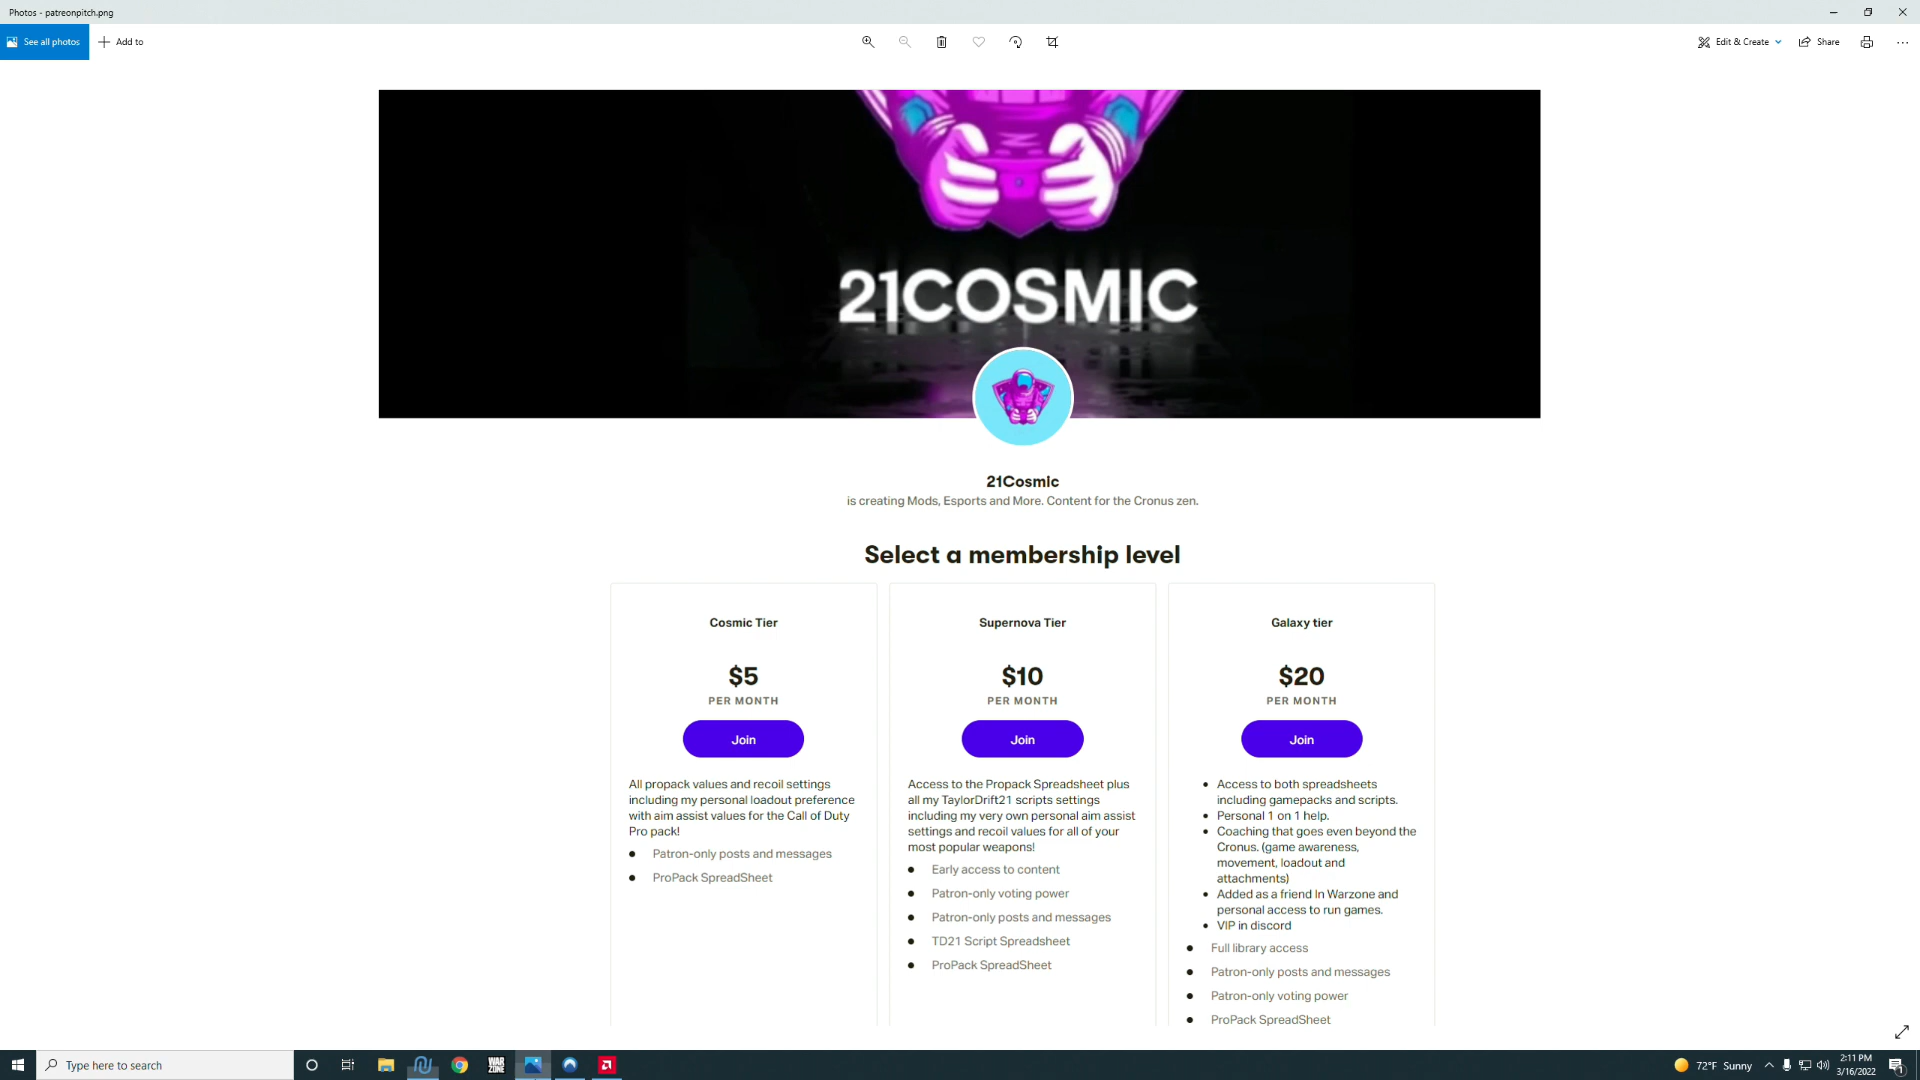 Photos - patreonpitch.png
See all photos
Add to
Edit & Create
Share
21COSMIC
21Cosmic
is creating Mods, Esports and More. Content for the Cronus zen.
Select a membership level
Cosmic Tier
$5
PER MONTH
Join
All propack values and recoil settings
including my personal loadout preference
with aim assist values for the Call of Duty
Pro pack!
Patron-only posts and messages
ProPack SpreadSheet
Supernova Tier
$10
PER MONTH
Join
Access to the Propack Spreadsheet plus
all my TaylorDrift21 scripts settings
including my very own personal aim assist
settings and recoil values for all of your
most popular weapons!
Early access to content
Patron-only voting power
Patron-only posts and messages
TD21 Script Spreadsheet
ProPack SpreadSheet
Galaxy tier
$20
PER MONTH
Join
Access to both spreadsheets
including gamepacks and scripts.
Personal 1 on 1 help.
Coaching that goes even beyond the
Cronus. (game awareness,
movement, loadout and
attachments)
Added as a friend In Warzone and
personal access to run games.
VIP in discord
Full library access
Patron-only posts and messages
Patron-only voting power
ProPack SpreadSheet
Type here to search
WAR
ZONE
72°F Sunny
2:11 PM
3/16/2022
1